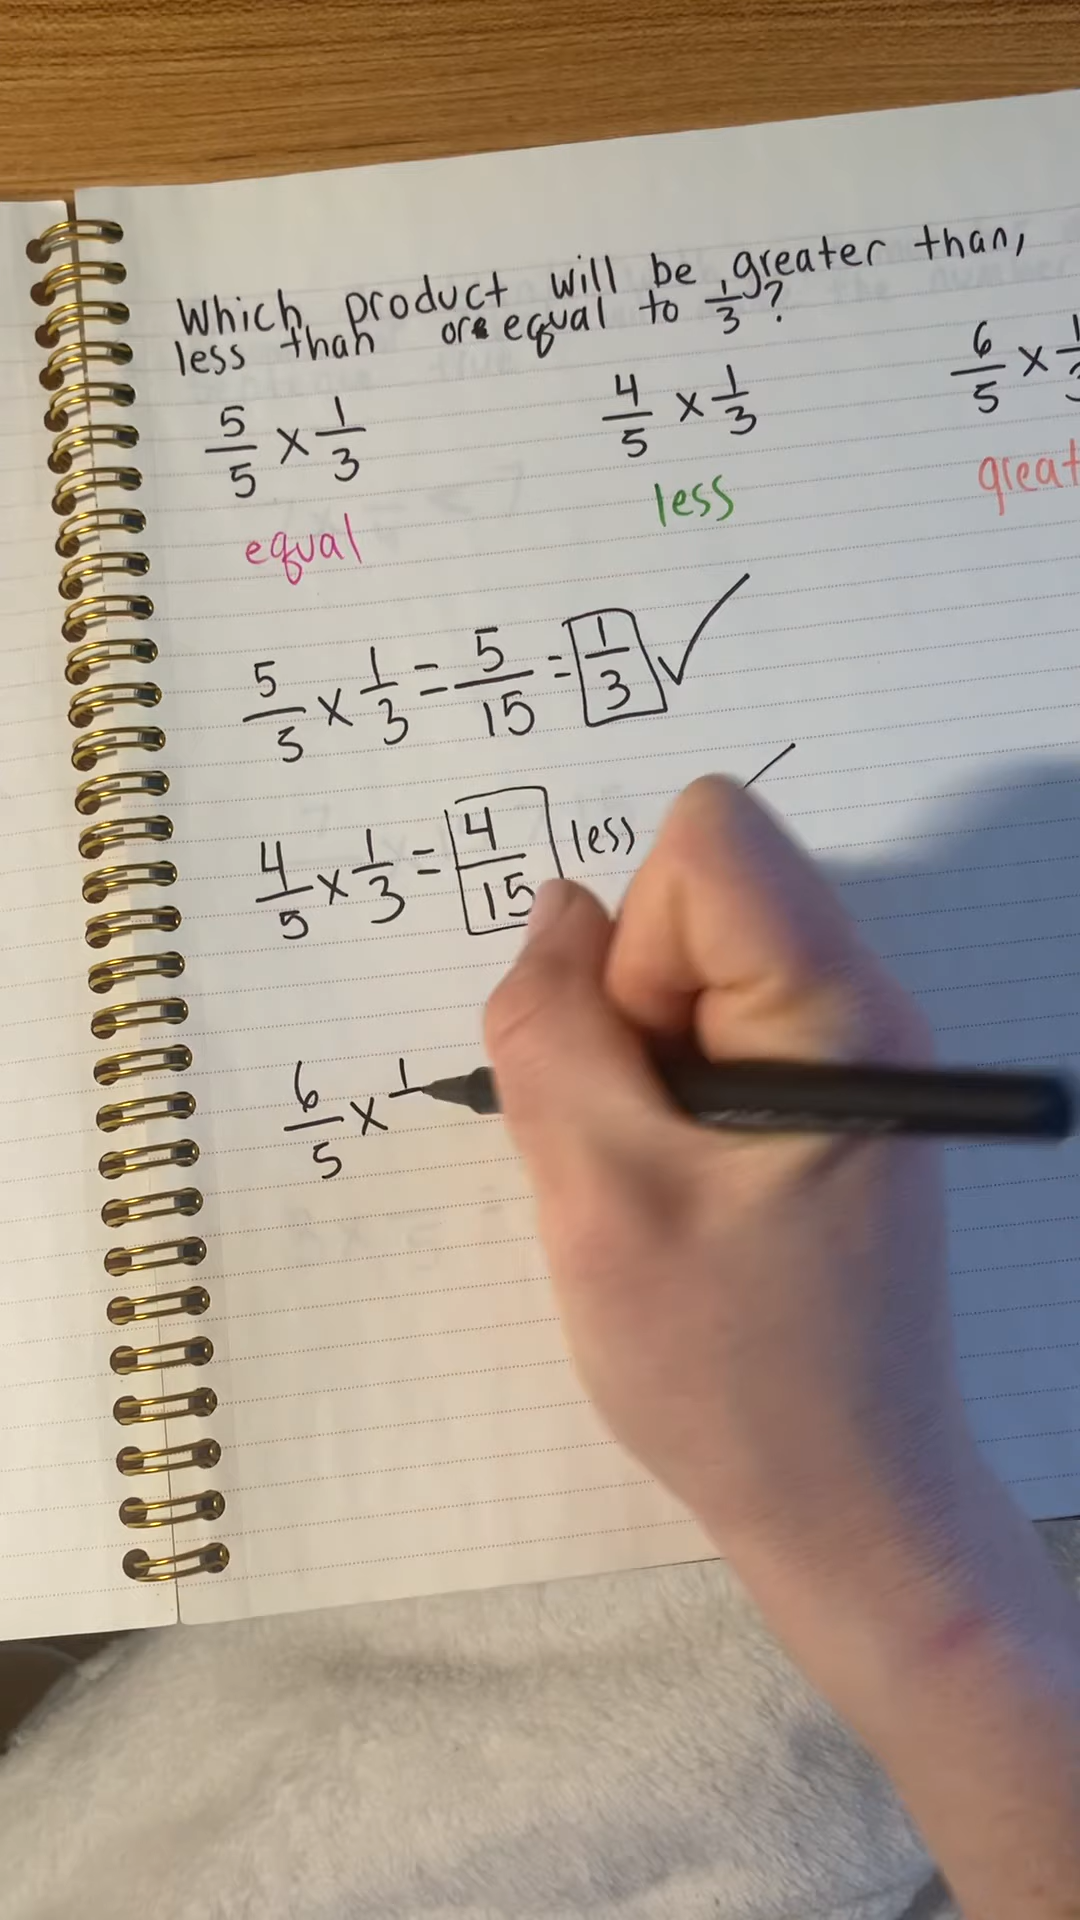 Which product will be greater than,
less than or equal to 1/3?
5/5 × 1/3
4/5 × 1/3
6/5 × 1/
equal
less
great
5/5 × 1/3 = 5/15 = 1/3 ✓
4/5 × 1/3 = 4/15 less
6/5 × 1/